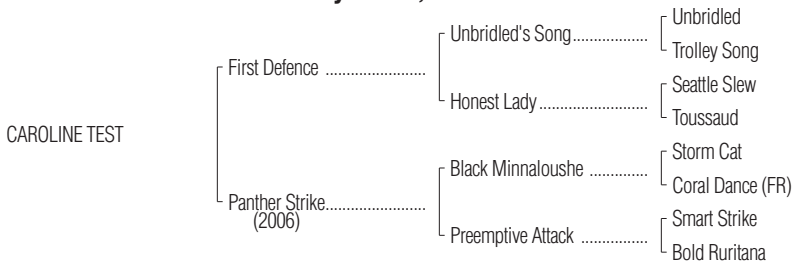 Unbridled
Unbridled's Song.................
Trolley Song
First Defence .........................
Seattle Slew
Honest Lady...........................
Toussaud
CAROLINE TEST
Storm Cat
Black Minnaloushe ...............
Coral Dance (FR)
Panther Strike.........................
(2006)
Smart Strike
Preemptive Attack .................
Bold Ruritana